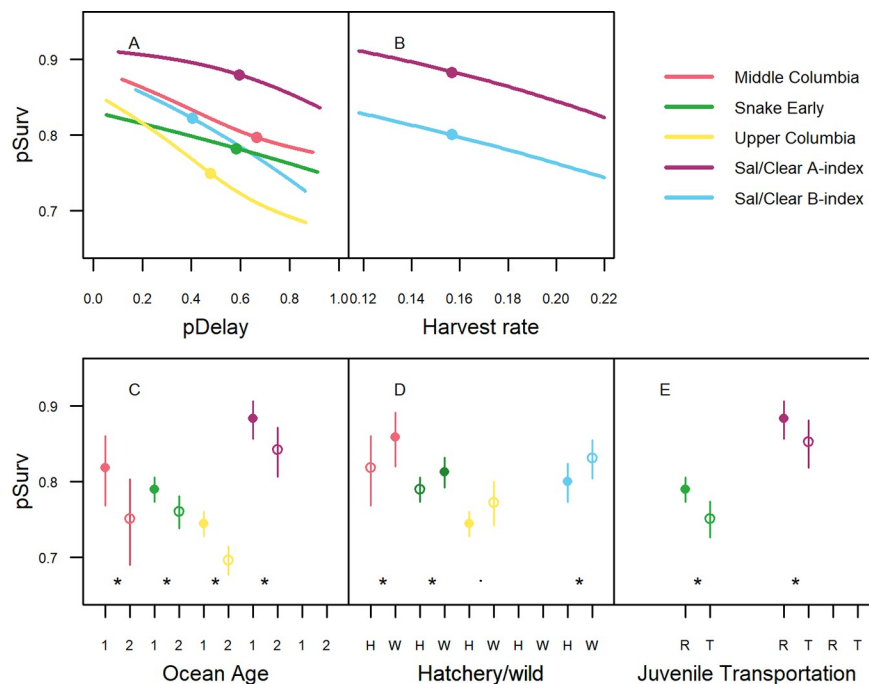 A
B
pSurv
0.9
0.8
0.7
0.0 0.2 0.4 0.6 0.8 1.0
0.12 0.14 0.16 0.18 0.20 0.22
pDelay
Harvest rate
Middle Columbia
Snake Early
Upper Columbia
Sal/Clear A-index
Sal/Clear B-index
C
D
E
pSurv
0.9
0.8
0.7
* * * *
* * . *
* *
1 2 1 2 1 2 1 2 1 2
H W H W H W H W H W
R T R T R T
Ocean Age
Hatchery/wild
Juvenile Transportation